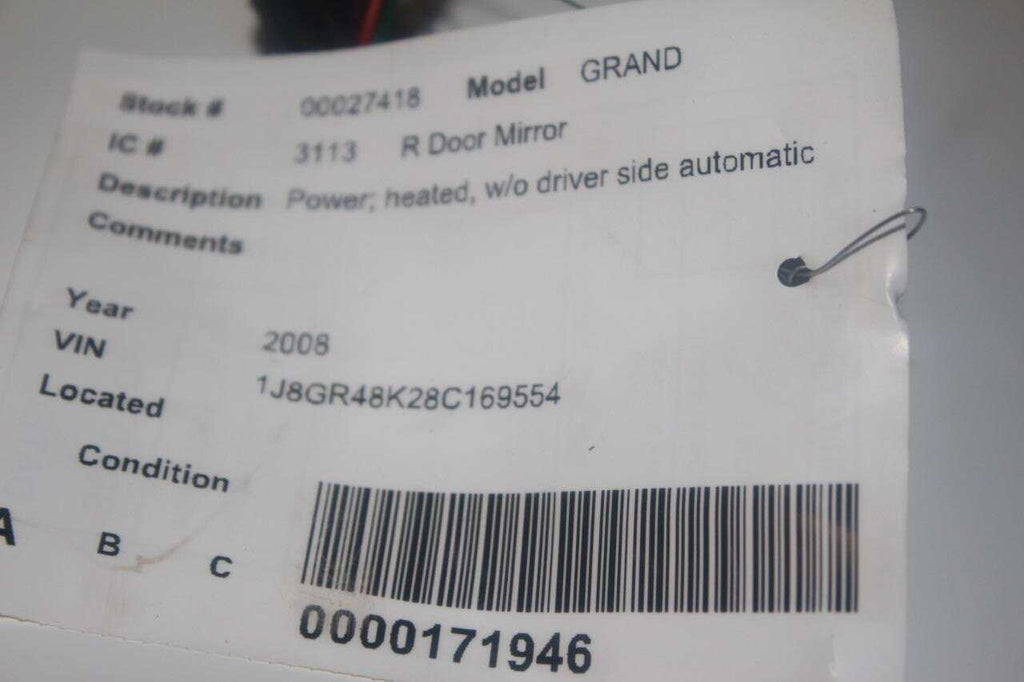 Stock # 00027418 Model GRAND
IC # 3113 R Door Mirror
Description Power; heated, w/o driver side automatic
Comments
Year 2008
VIN 1J8GR48K28C169554
Located
Condition
A B C
0000171946